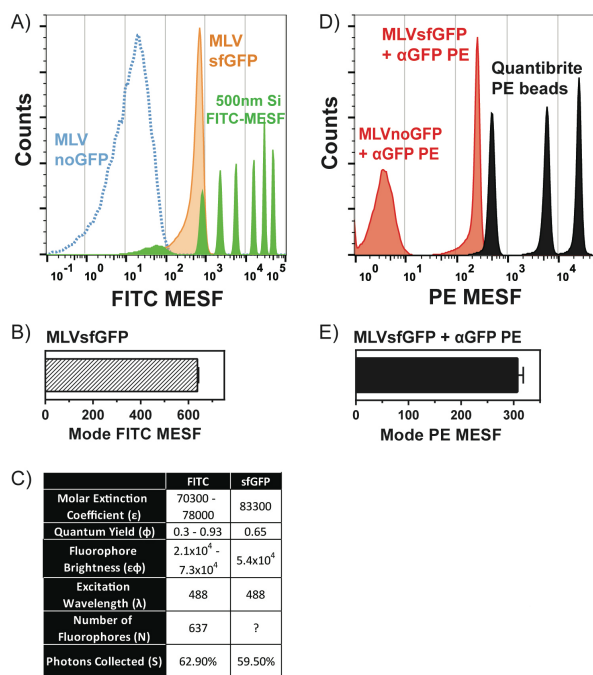 A)
Counts
MLV
sfGFP
MLV
noGFP
500nm Si
FITC-MESF
10-1 100 101 102 103 104 105
FITC MESF
B) MLVsfGFP
0 200 400 600
Mode FITC MESF
C)
FITC sfGFP
Molar Extinction
Coefficient (ε)
70300 -
78000
83300
Quantum Yield (ф) 0.3 - 0.93 0.65
Fluorophore
Brightness (εф)
2.1x10⁴ -
7.3x10⁴
5.4x10⁴
Excitation
Wavelength (λ)
488 488
Number of
Fluorophores (N)
637 ?
Photons Collected (S) 62.90% 59.50%
D)
Counts
MLVsfGFP
+ αGFP PE
Quantibrite
PE beads
MLVnoGFP
+ αGFP PE
10⁰ 10¹ 10² 10³ 10⁴
PE MESF
E) MLVsfGFP + αGFP PE
0 100 200 300
Mode PE MESF